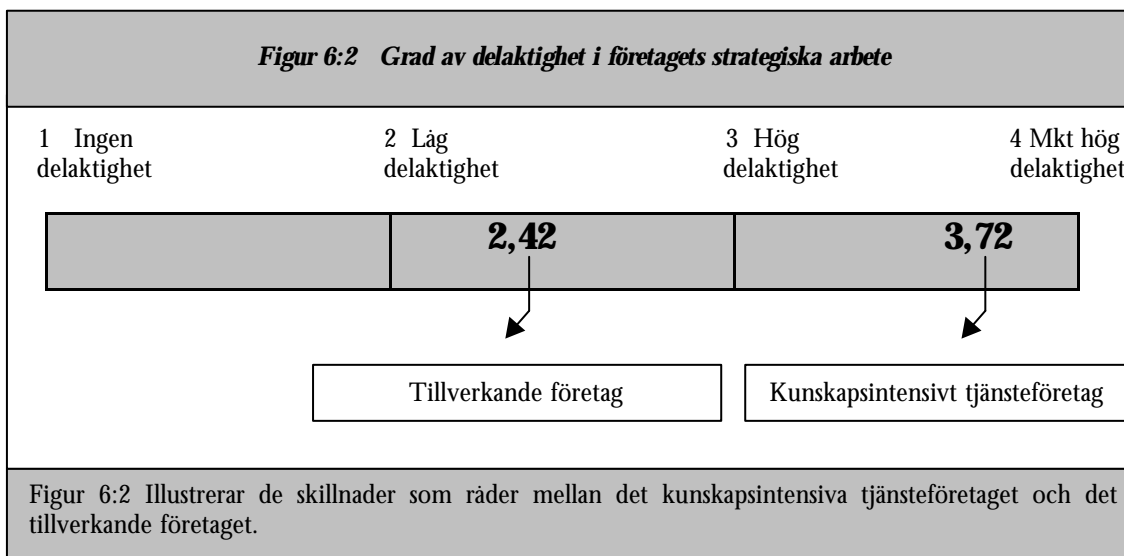 Figur 6:2 Grad av delaktighet i företagets strategiska arbete
1 Ingen delaktighet
2 Låg delaktighet
3 Hög delaktighet
4 Mkt hög delaktighet
2,42
3,72
Tillverkande företag
Kunskapsintensivt tjänsteföretag
Figur 6:2 Illustrerar de skillnader som råder mellan det kunskapsintensiva tjänsteföretaget och det
tillverkande företaget.